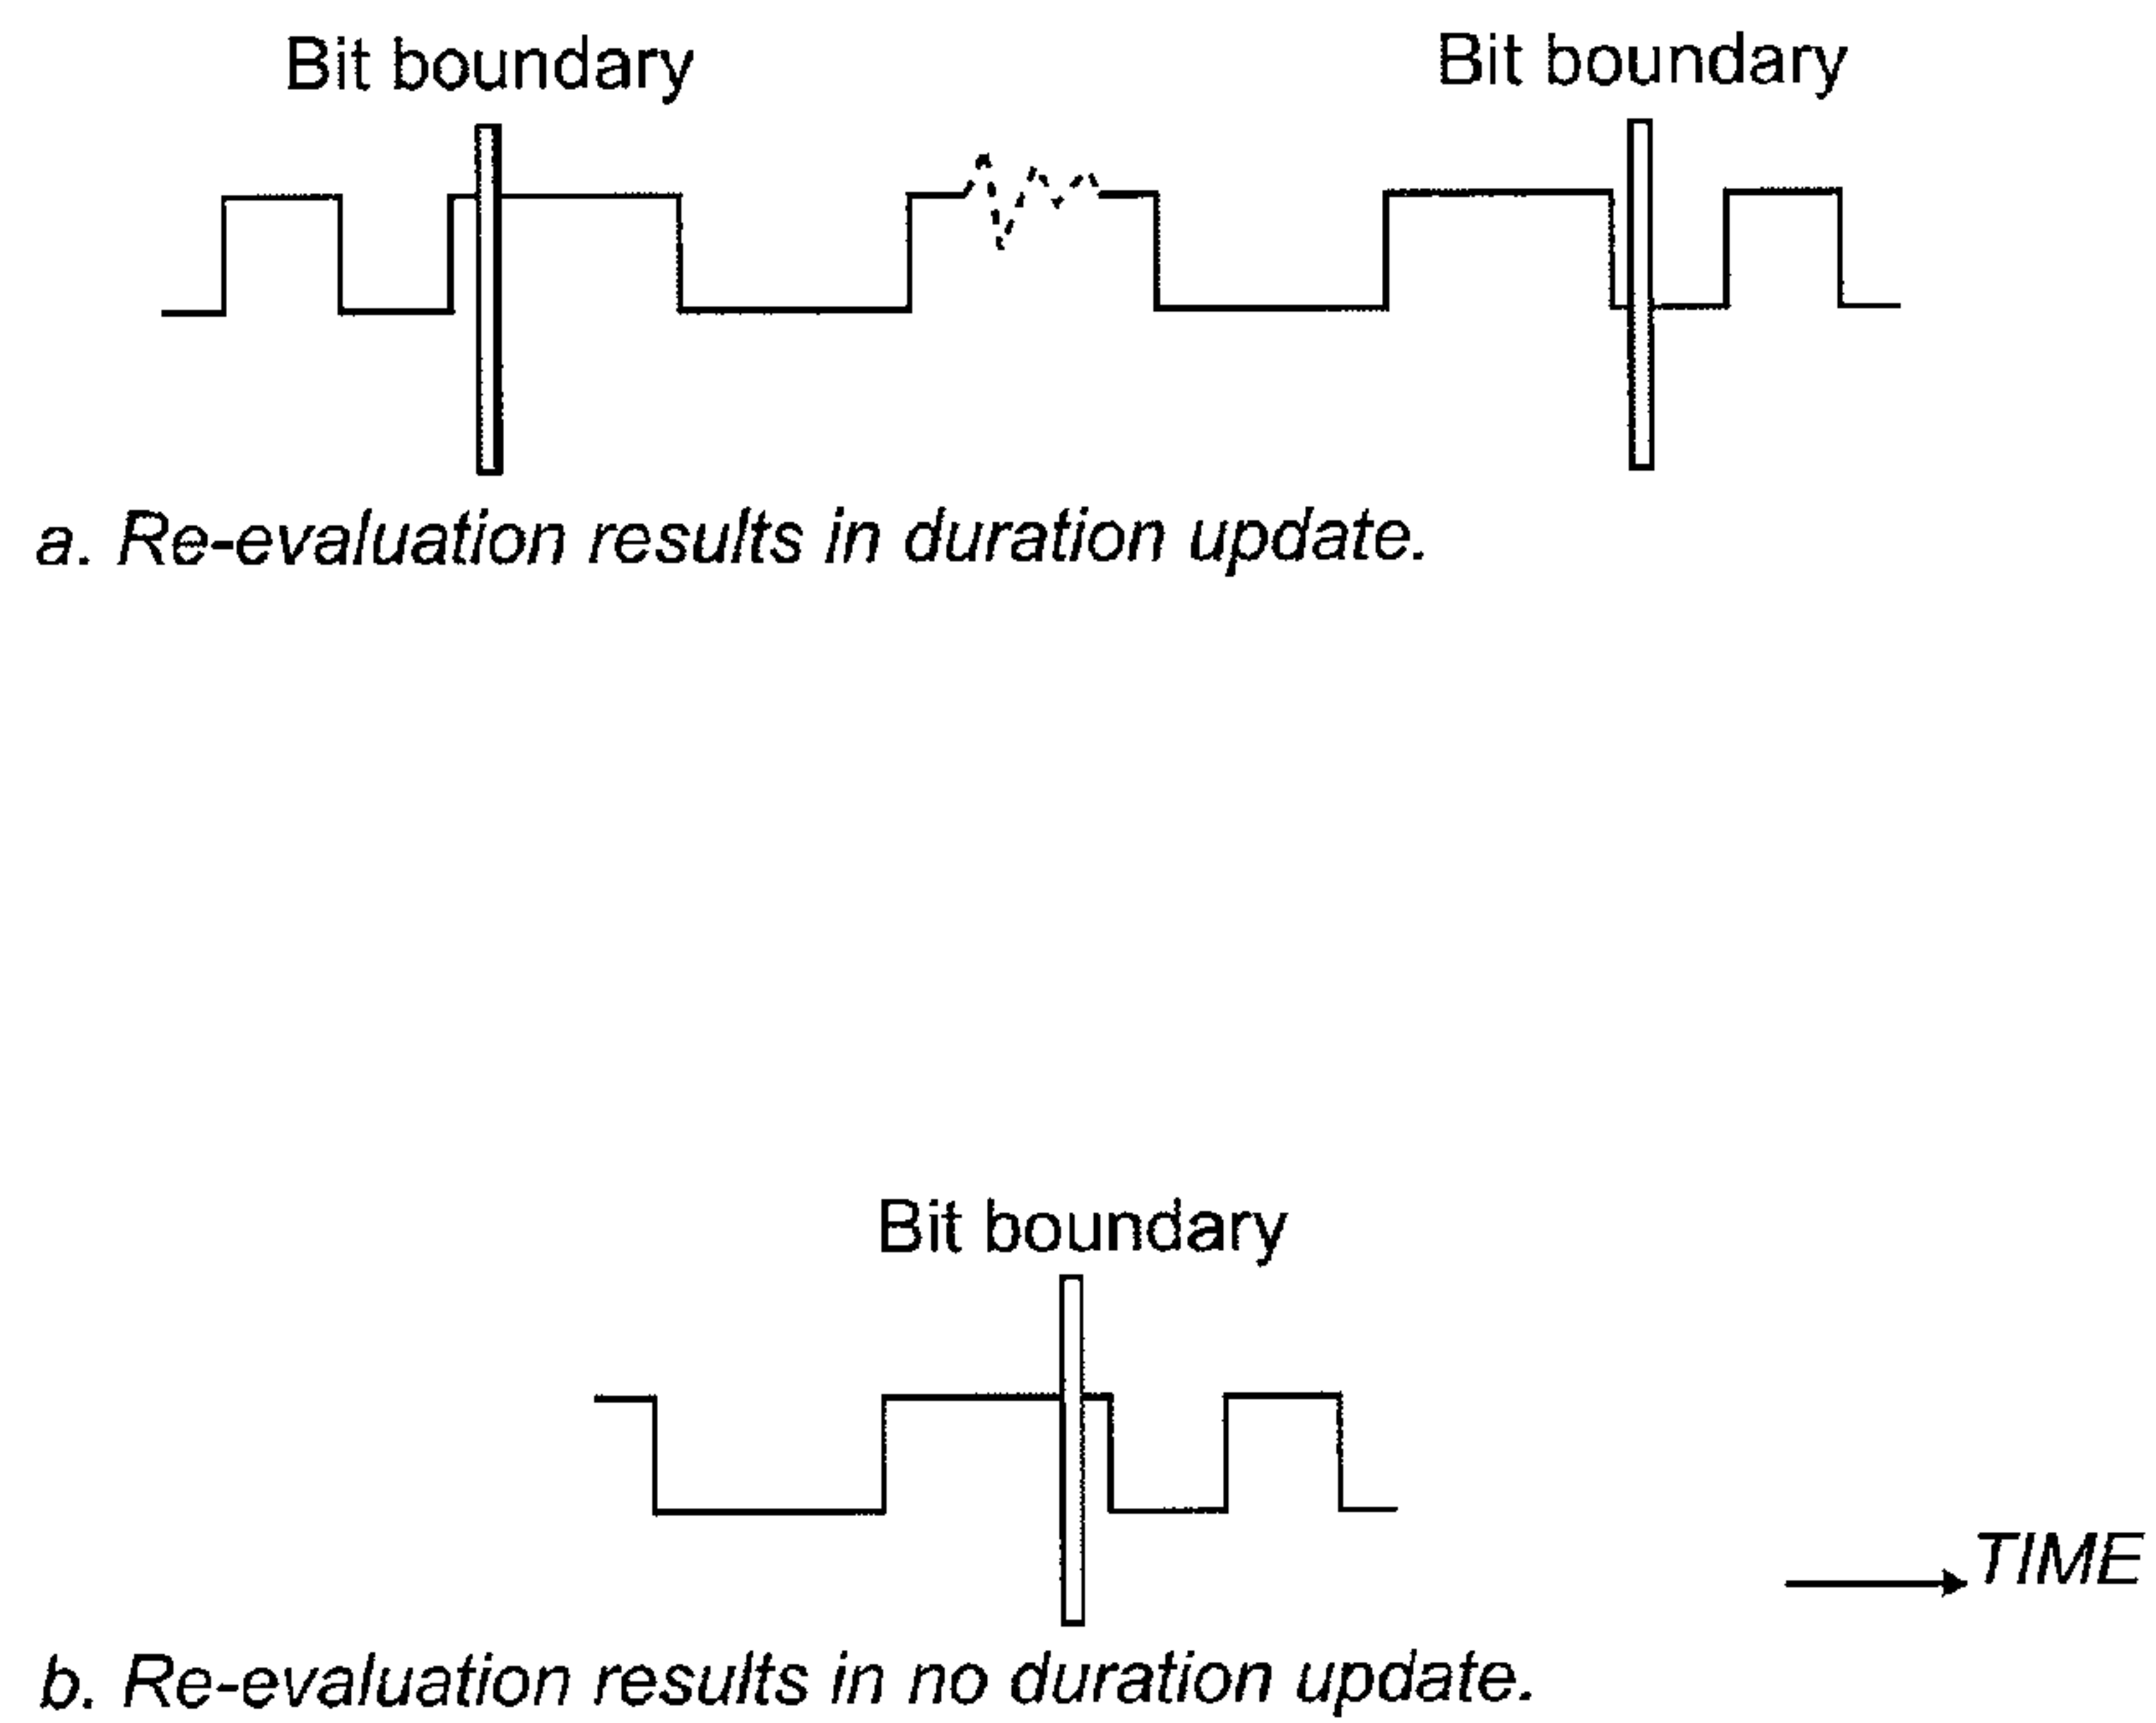 Bit boundary
Bit boundary
a. Re-evaluation results in duration update.
Bit boundary
TIME
b. Re-evaluation results in no duration update.